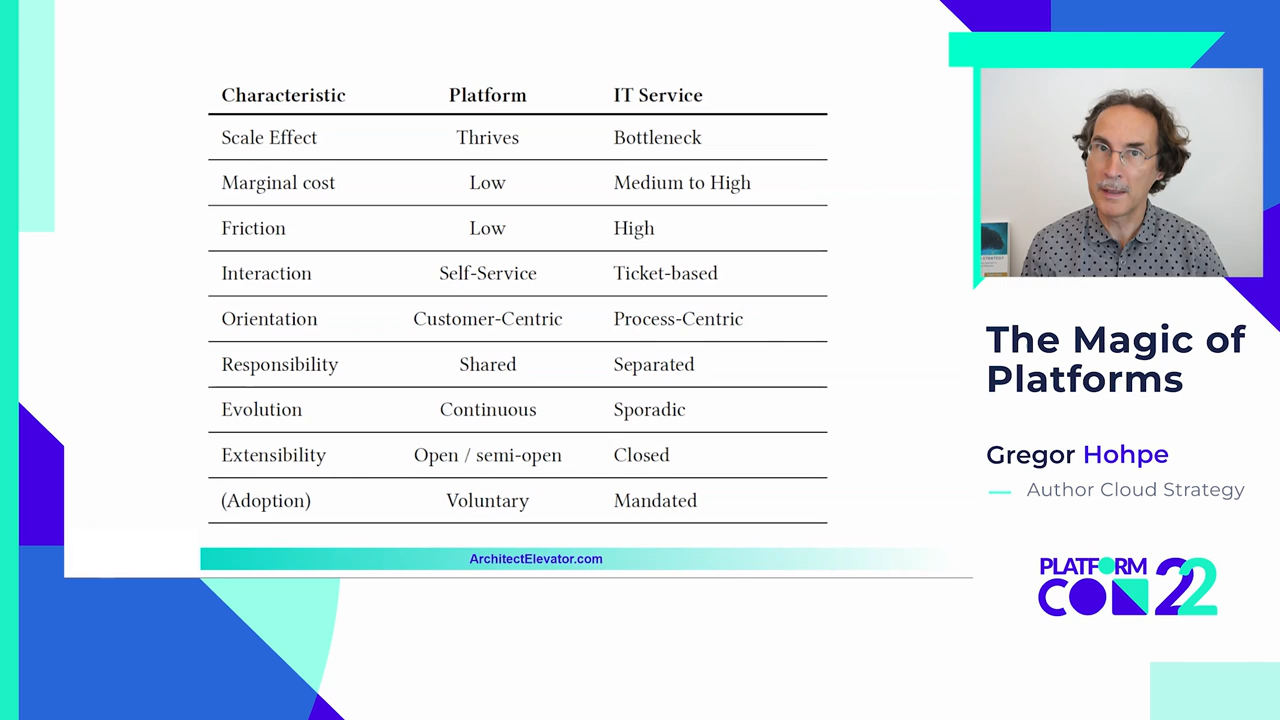 Characteristic Platform IT Service
Scale Effect Thrives Bottleneck
Marginal cost Low Medium to High
Friction Low High
Interaction Self-Service Ticket-based
Orientation Customer-Centric Process-Centric
Responsibility Shared Separated
Evolution Continuous Sporadic
Extensibility Open / semi-open Closed
(Adoption) Voluntary Mandated
ArchitectElevator.com
STRATEGY
The Magic of
Platforms
Gregor Hohpe
Author Cloud Strategy
PLATFORM
CON 22